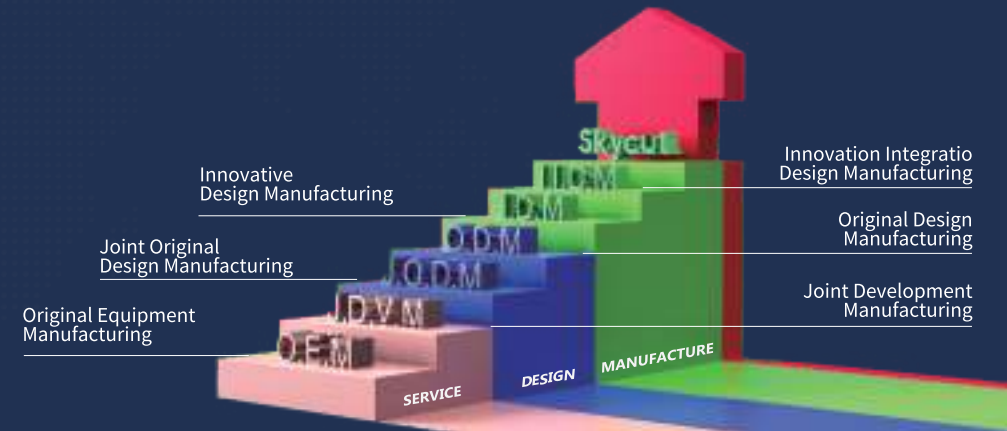 SKYGUI
I.I.D.M
I.D.M
O.D.M
J.O.D.M
J.D.V.M
O.E.M
Innovative
Design Manufacturing
Joint Original
Design Manufacturing
Original Equipment
Manufacturing
Innovation Integratio
Design Manufacturing
Original Design
Manufacturing
Joint Development
Manufacturing
SERVICE
DESIGN
MANUFACTURE